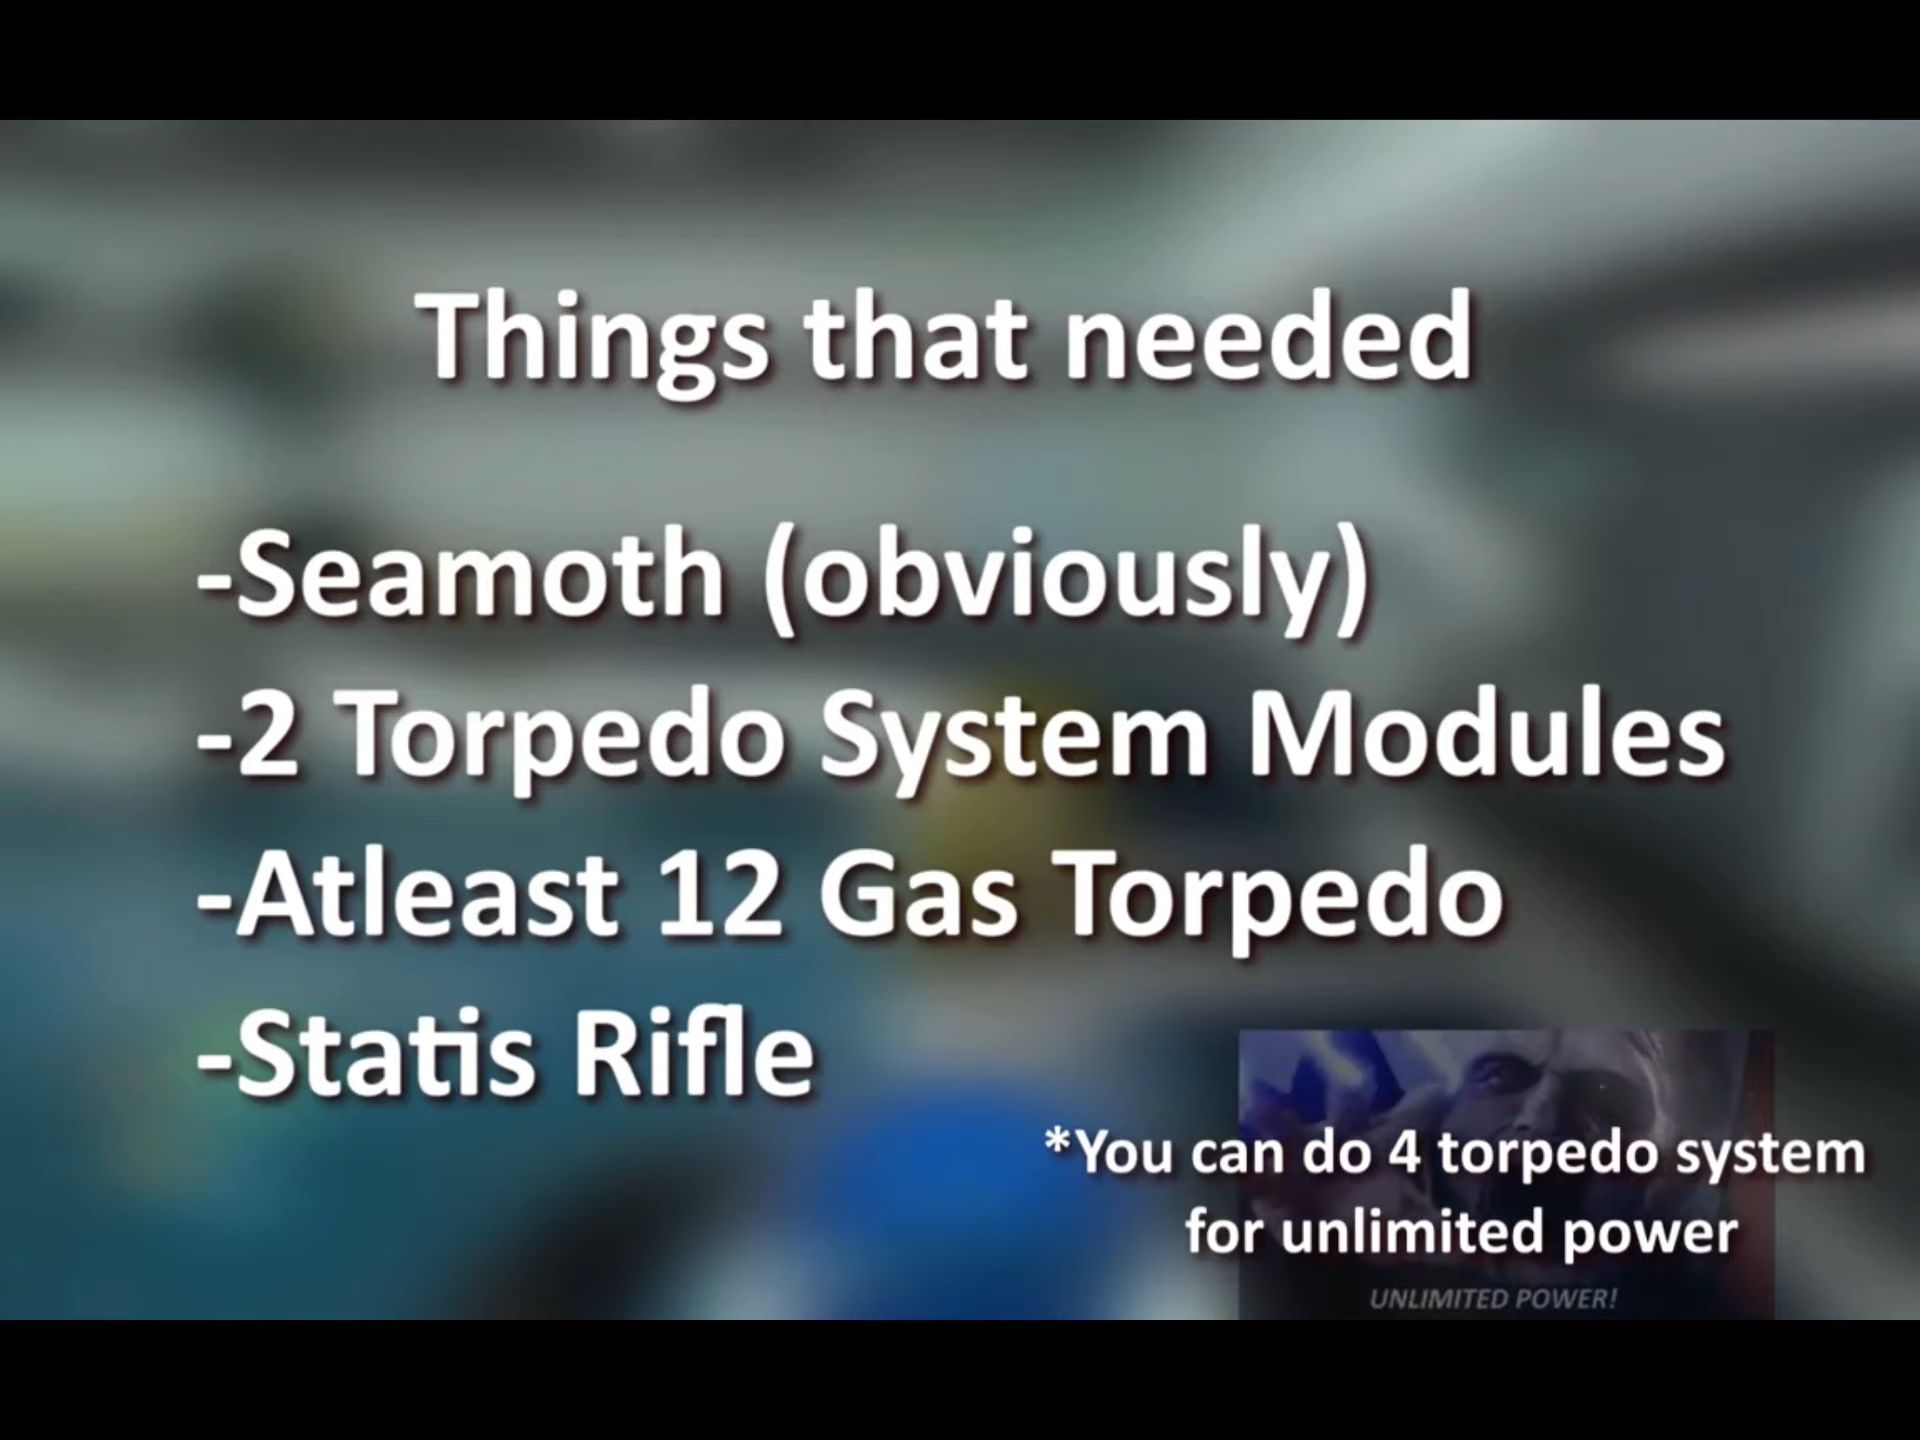 Things that needed
-Seamoth (obviously)
-2 Torpedo System Modules
-Atleast 12 Gas Torpedo
-Statis Rifle
*You can do 4 torpedo system
for unlimited power
UNLIMITED POWER!